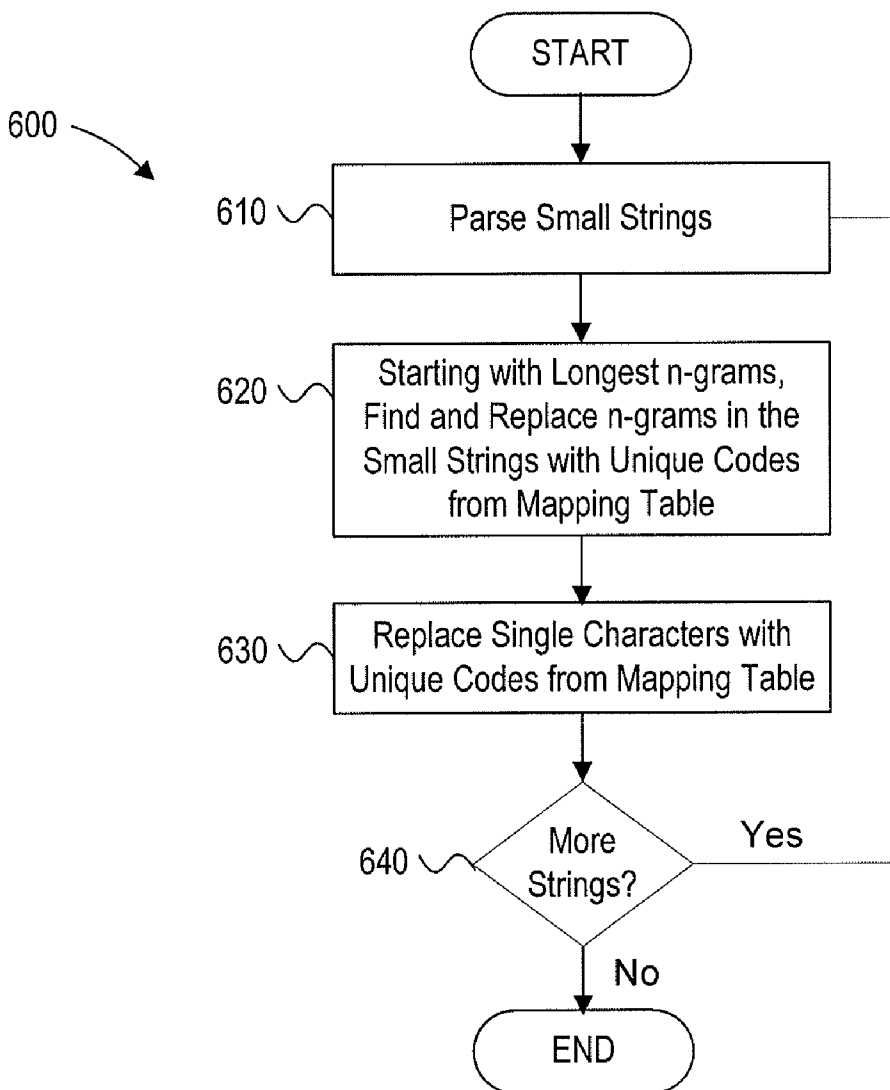 START
600
610
Parse Small Strings
620
Starting with Longest n-grams,
Find and Replace n-grams in the
Small Strings with Unique Codes
from Mapping Table
630
Replace Single Characters with
Unique Codes from Mapping Table
640
More
Strings?
Yes
No
END